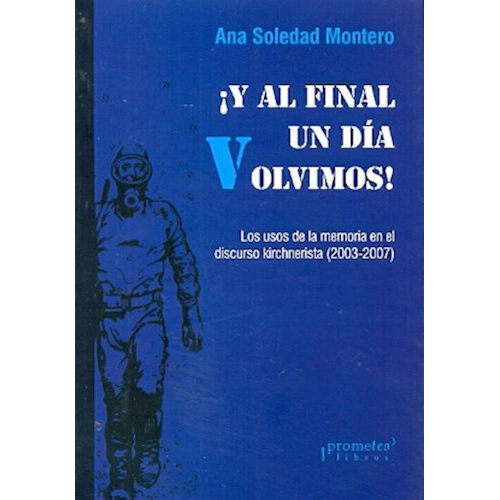 Ana Soledad Montero
¡Y AL FINAL
UN DÍA
VOLVIMOS!
Los usos de la memoria en el
discurso kirchnerista (2003-2007)
prometeo
libros